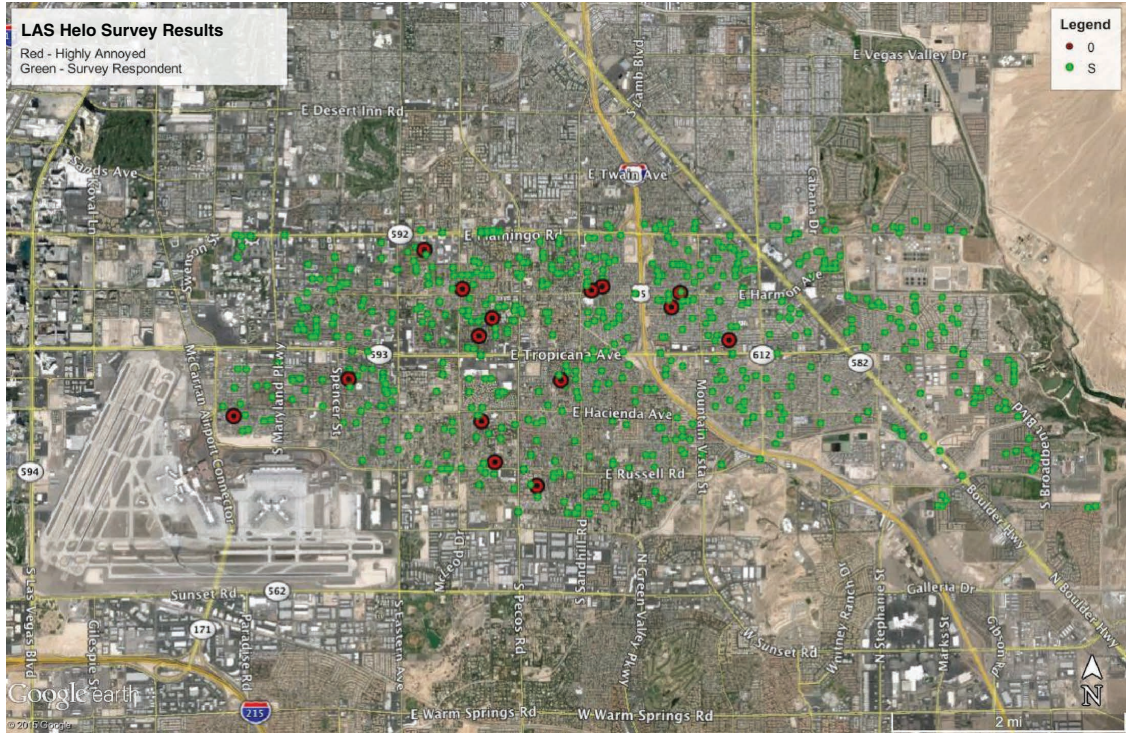 LAS Helo Survey Results
Red - Highly Annoyed
Green - Survey Respondent
Legend
0
S
E Vegas Valley Dr
S Lamb Blvd
E Desert Inn Rd
Sands Ave
Koval Ln
E Twain Ave
Cabana Dr
Swenson St
592
E Flamingo Rd
E Harmon Ave
593
E Tropicana Ave
612
582
McCarran Airport Connector
S Maryland Pkwy
Spencer St
Mountain Vista St
E Hacienda Ave
S Broadbent Blvd
594
E Russell Rd
Boulder Hwy
McLeod Dr
S Pecos Rd
S Sandhill Rd
N Green Valley Pkwy
Whitney Ranch Dr
N Stephanie St
Galleria Dr
N Boulder Hwy
Sunset Rd
562
S Las Vegas Blvd
Gilespie St
171
Paradise Rd
S Eastern Ave
W Sunset Rd
Marks St
Gibson Rd
Google earth
© 2015 Google
215
E Warm Springs Rd
W Warm Springs Rd
N
2 mi